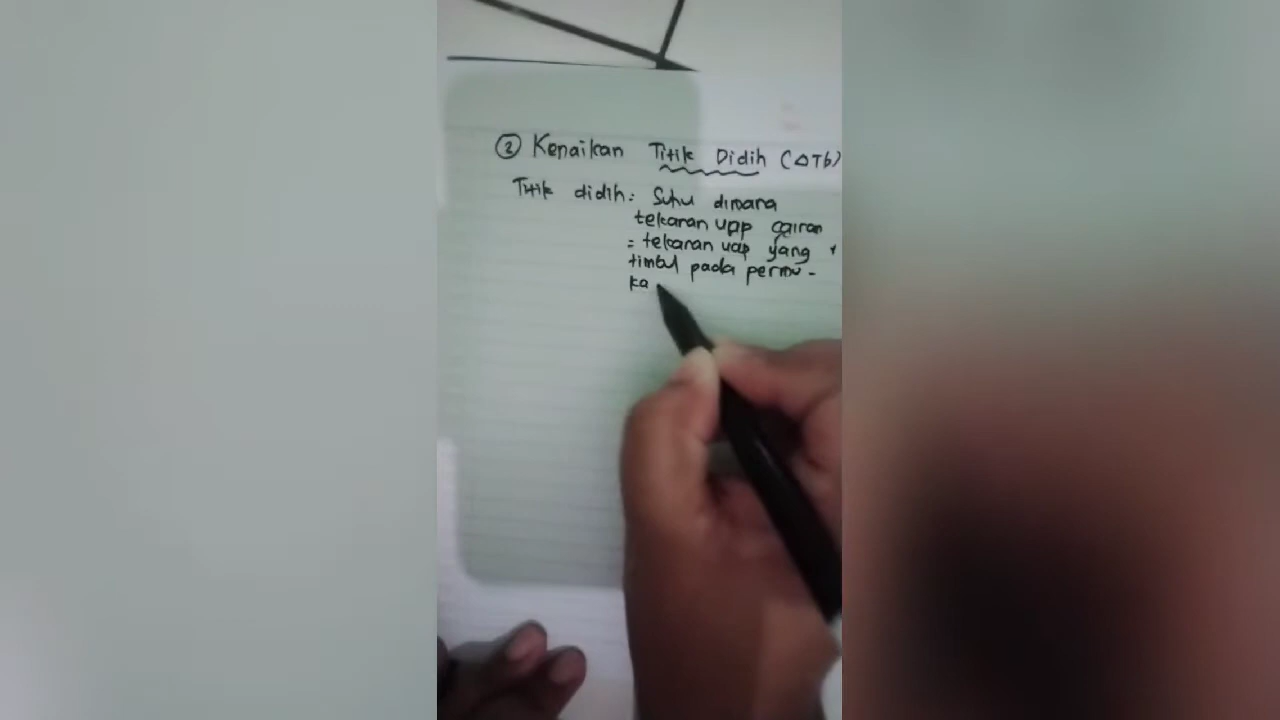 ② Kenaikan Titik Didih (ΔTb)
Titik didih: Suhu dimana
tekanan uap cairan
= tekanan uap yang
timbul pada permu-
ka